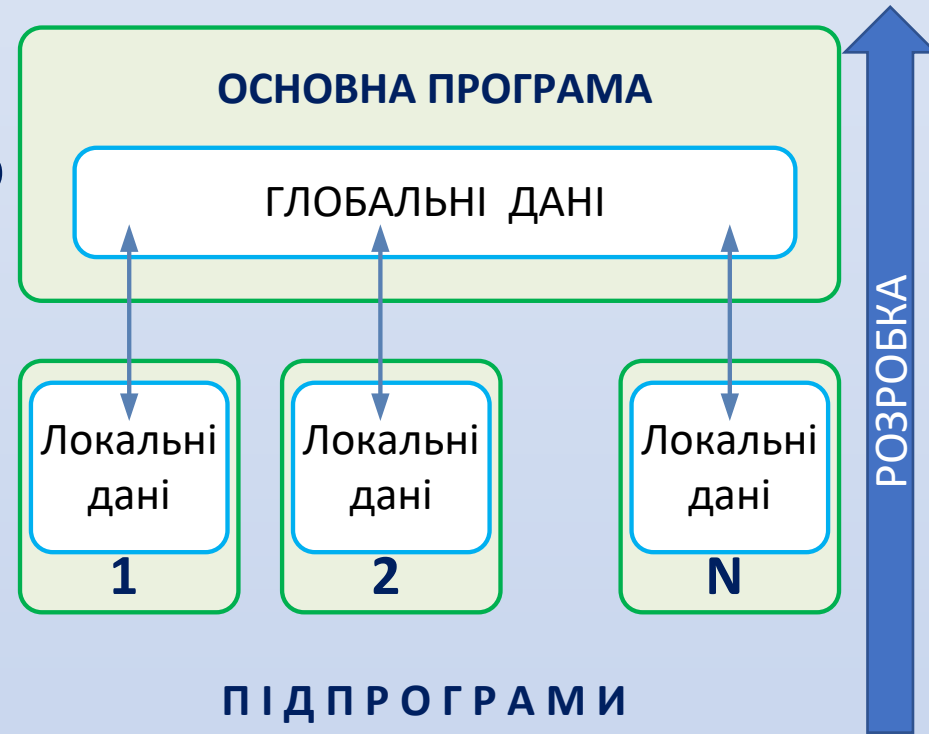 ОСНОВНА ПРОГРАМА
ГЛОБАЛЬНІ ДАНІ
Локальні
дані
1
Локальні
дані
2
Локальні
дані
N
ПІДПРОГРАМИ
РОЗРОБКА